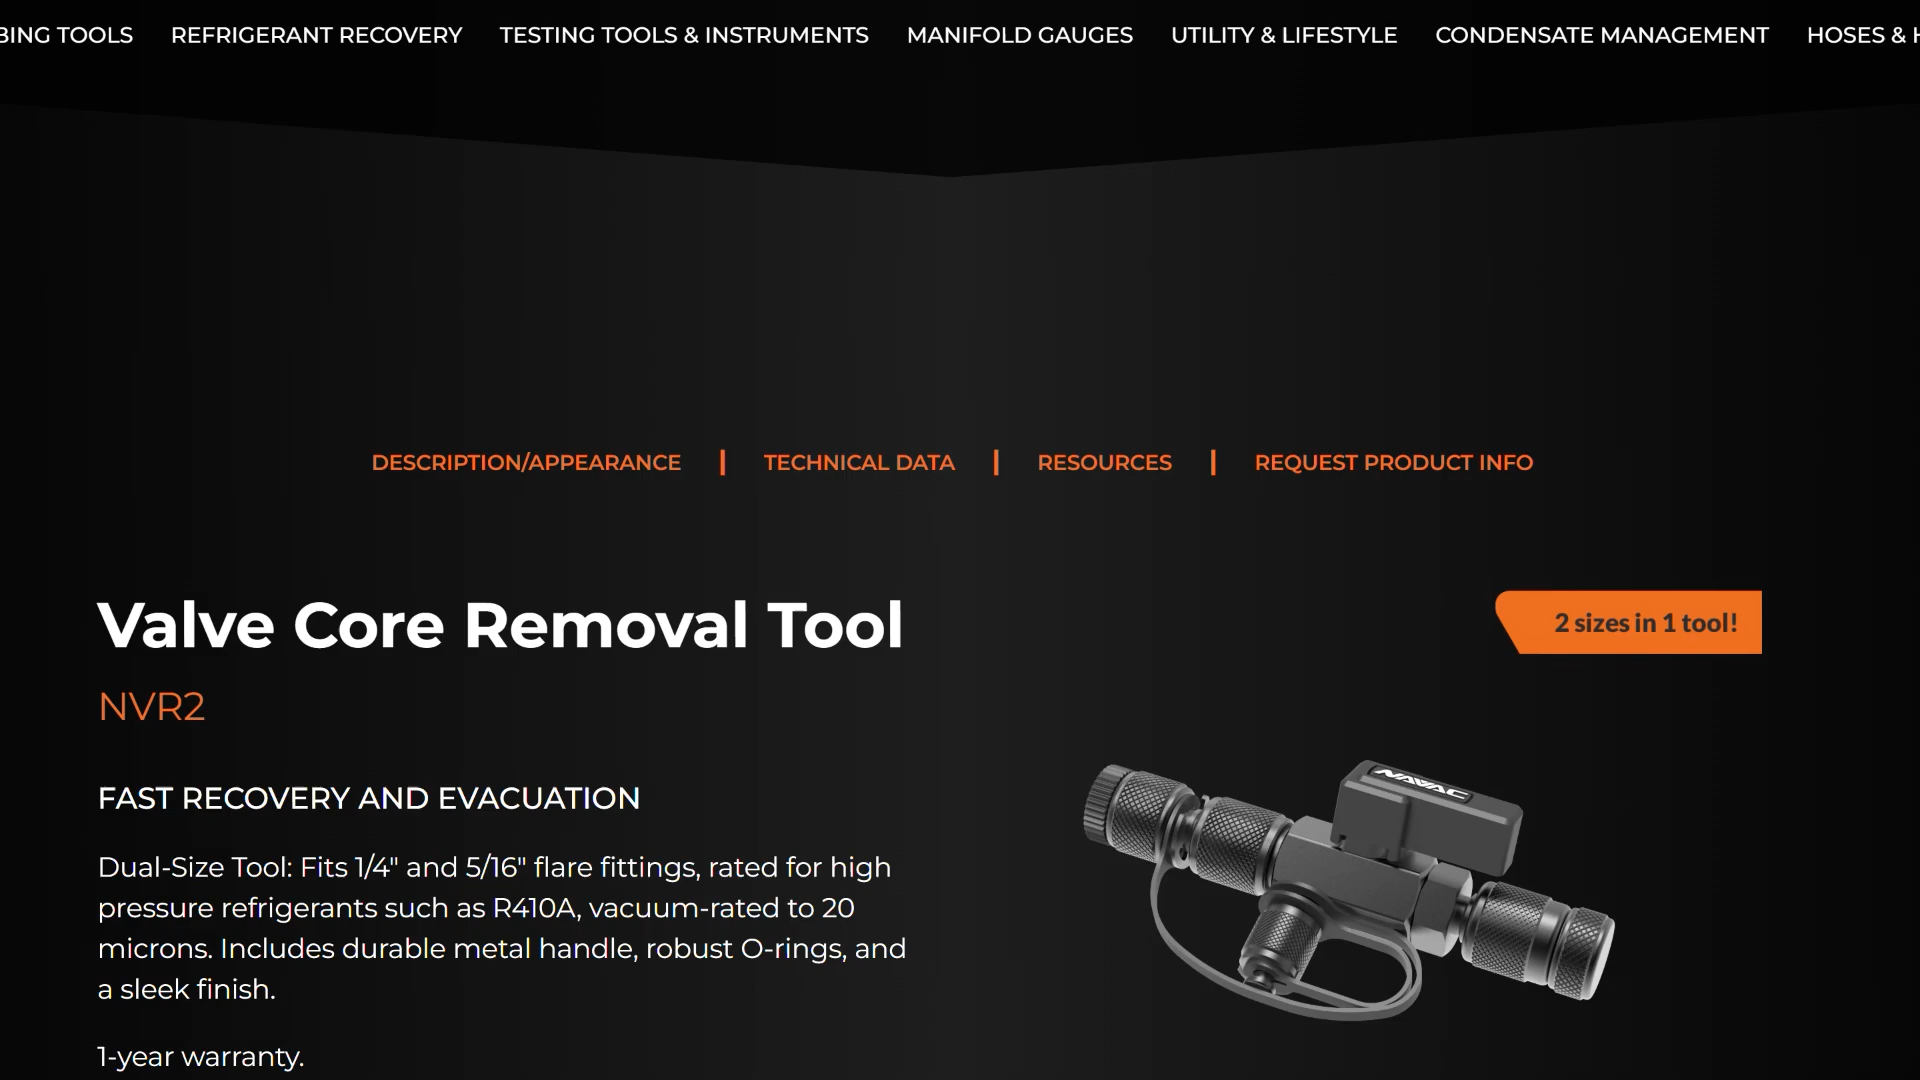 BING TOOLS REFRIGERANT RECOVERY TESTING TOOLS & INSTRUMENTS MANIFOLD GAUGES UTILITY & LIFESTYLE CONDENSATE MANAGEMENT HOSES &
DESCRIPTION/APPEARANCE | TECHNICAL DATA | RESOURCES | REQUEST PRODUCT INFO
Valve Core Removal Tool
2 sizes in 1 tool!
NVR2
NAVAC
FAST RECOVERY AND EVACUATION
Dual-Size Tool: Fits 1/4" and 5/16" flare fittings, rated for high
pressure refrigerants such as R410A, vacuum-rated to 20
microns. Includes durable metal handle, robust O-rings, and
a sleek finish.
1-year warranty.